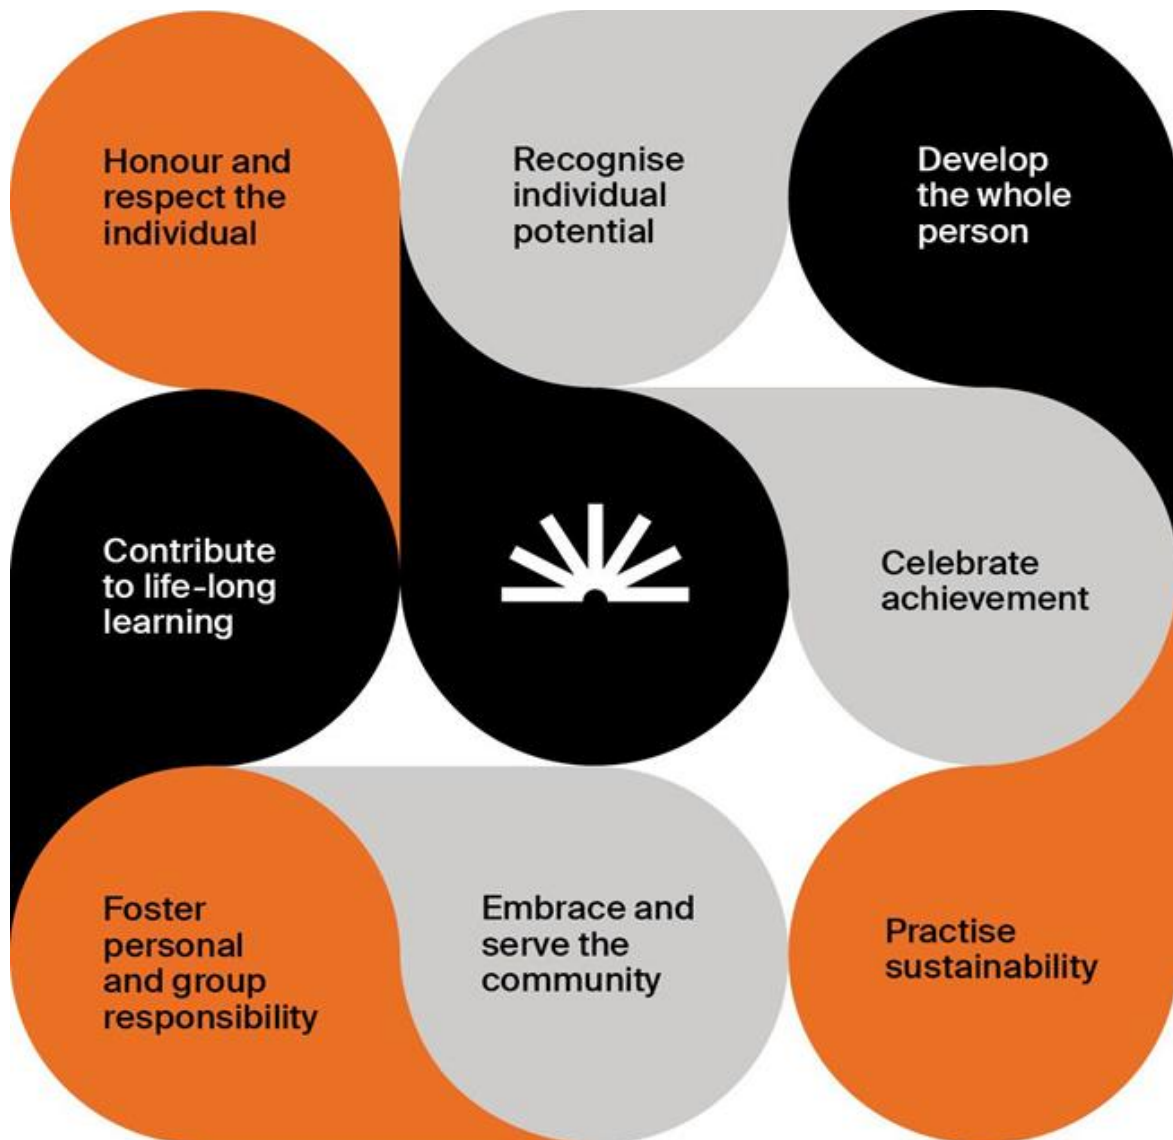 Honour and
respect the
individual
Recognise
individual
potential
Develop
the whole
person
Contribute
to life-long
learning
Celebrate
achievement
Foster
personal
and group
responsibility
Embrace and
serve the
community
Practise
sustainability